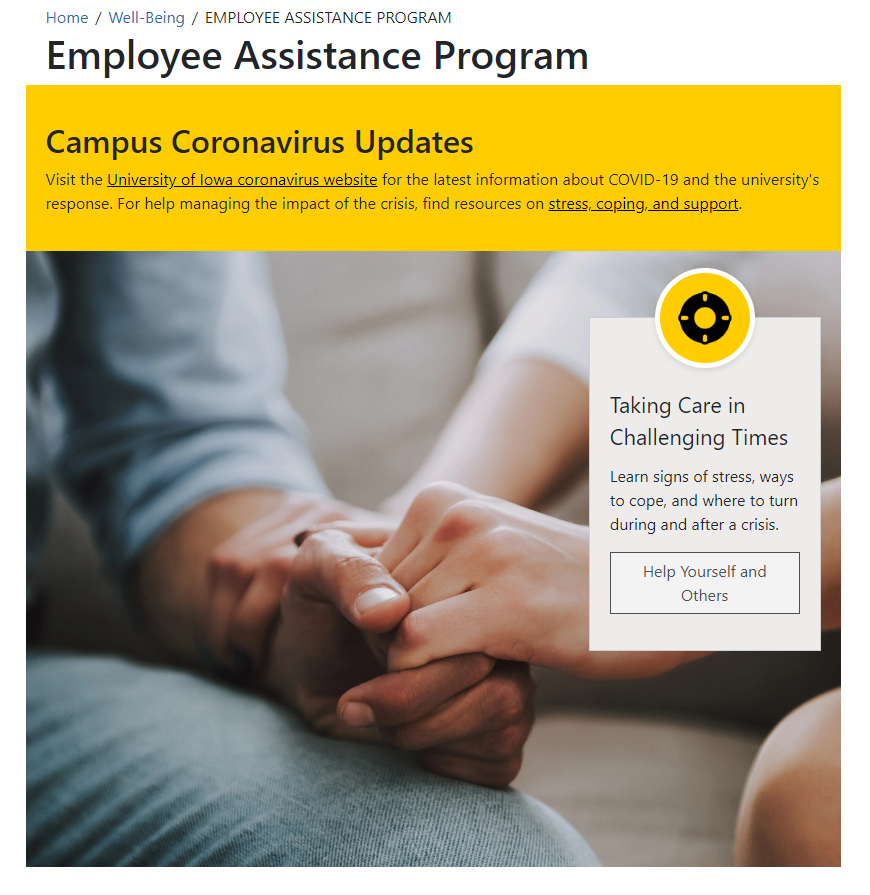 Home / Well-Being / EMPLOYEE ASSISTANCE PROGRAM
Employee Assistance Program
Campus Coronavirus Updates
Visit the University of Iowa coronavirus website for the latest information about COVID-19 and the university's
response. For help managing the impact of the crisis, find resources on stress, coping, and support.
Taking Care in
Challenging Times
Learn signs of stress, ways
to cope, and where to turn
during and after a crisis.
Help Yourself and
Others